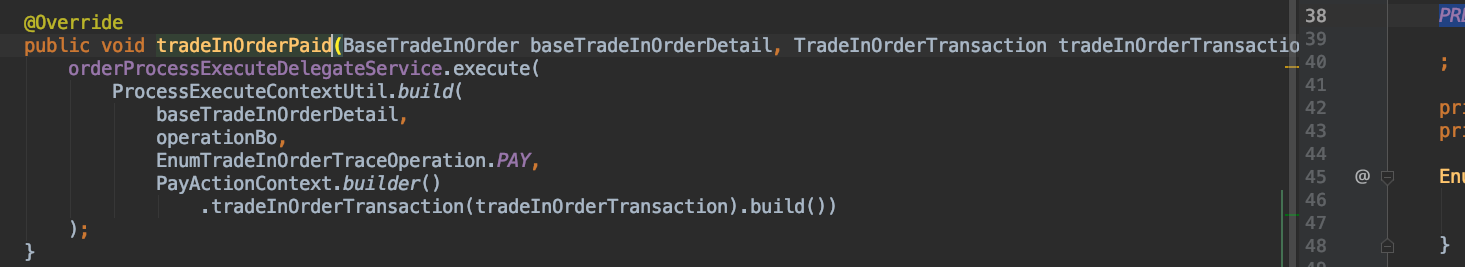 @Override
public void tradeInOrderPaid(BaseTradeInOrder baseTradeInOrderDetail, TradeInOrderTransaction tradeInOrderTransactio
orderProcessExecuteDelegateService.execute(
ProcessExecuteContextUtil.build(
baseTradeInOrderDetail,
operationBo,
EnumTradeInOrderTraceOperation.PAY,
PayActionContext.builder()
.tradeInOrderTransaction(tradeInOrderTransaction).build())
);
}
38 PRE
39
40 ;
41
42 pri
43 pri
44
45 @ Enu
46
47
48 }